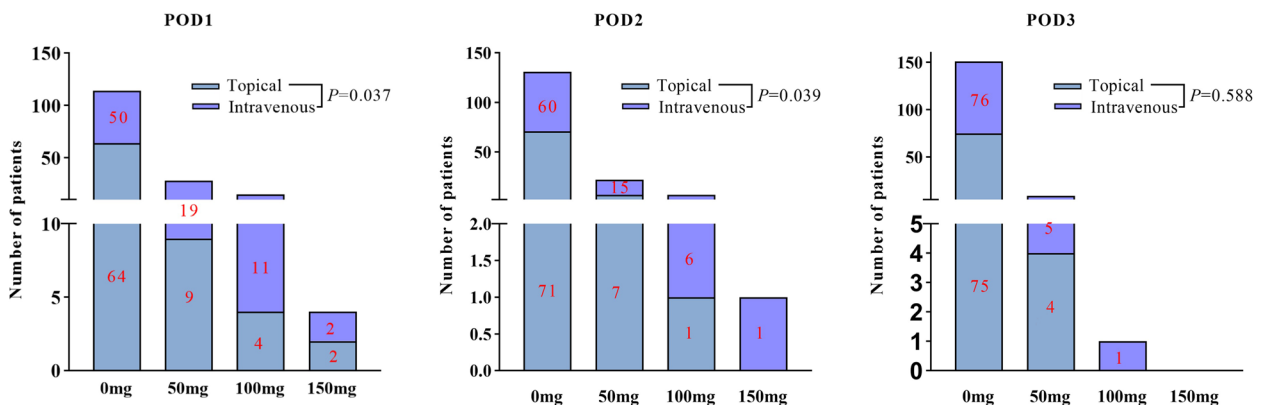 POD1
Number of patients
150
100
50
10
5
0
Topical
Intravenous
P=0.037
50
64
19
9
11
4
2
2
0mg
50mg
100mg
150mg
POD2
Number of patients
150
100
50
2.0
1.5
1.0
0.5
0.0
Topical
Intravenous
P=0.039
60
71
15
7
6
1
1
0mg
50mg
100mg
150mg
POD3
Number of patients
150
100
50
5
4
3
2
1
0
Topical
Intravenous
P=0.588
76
75
5
4
1
0mg
50mg
100mg
150mg